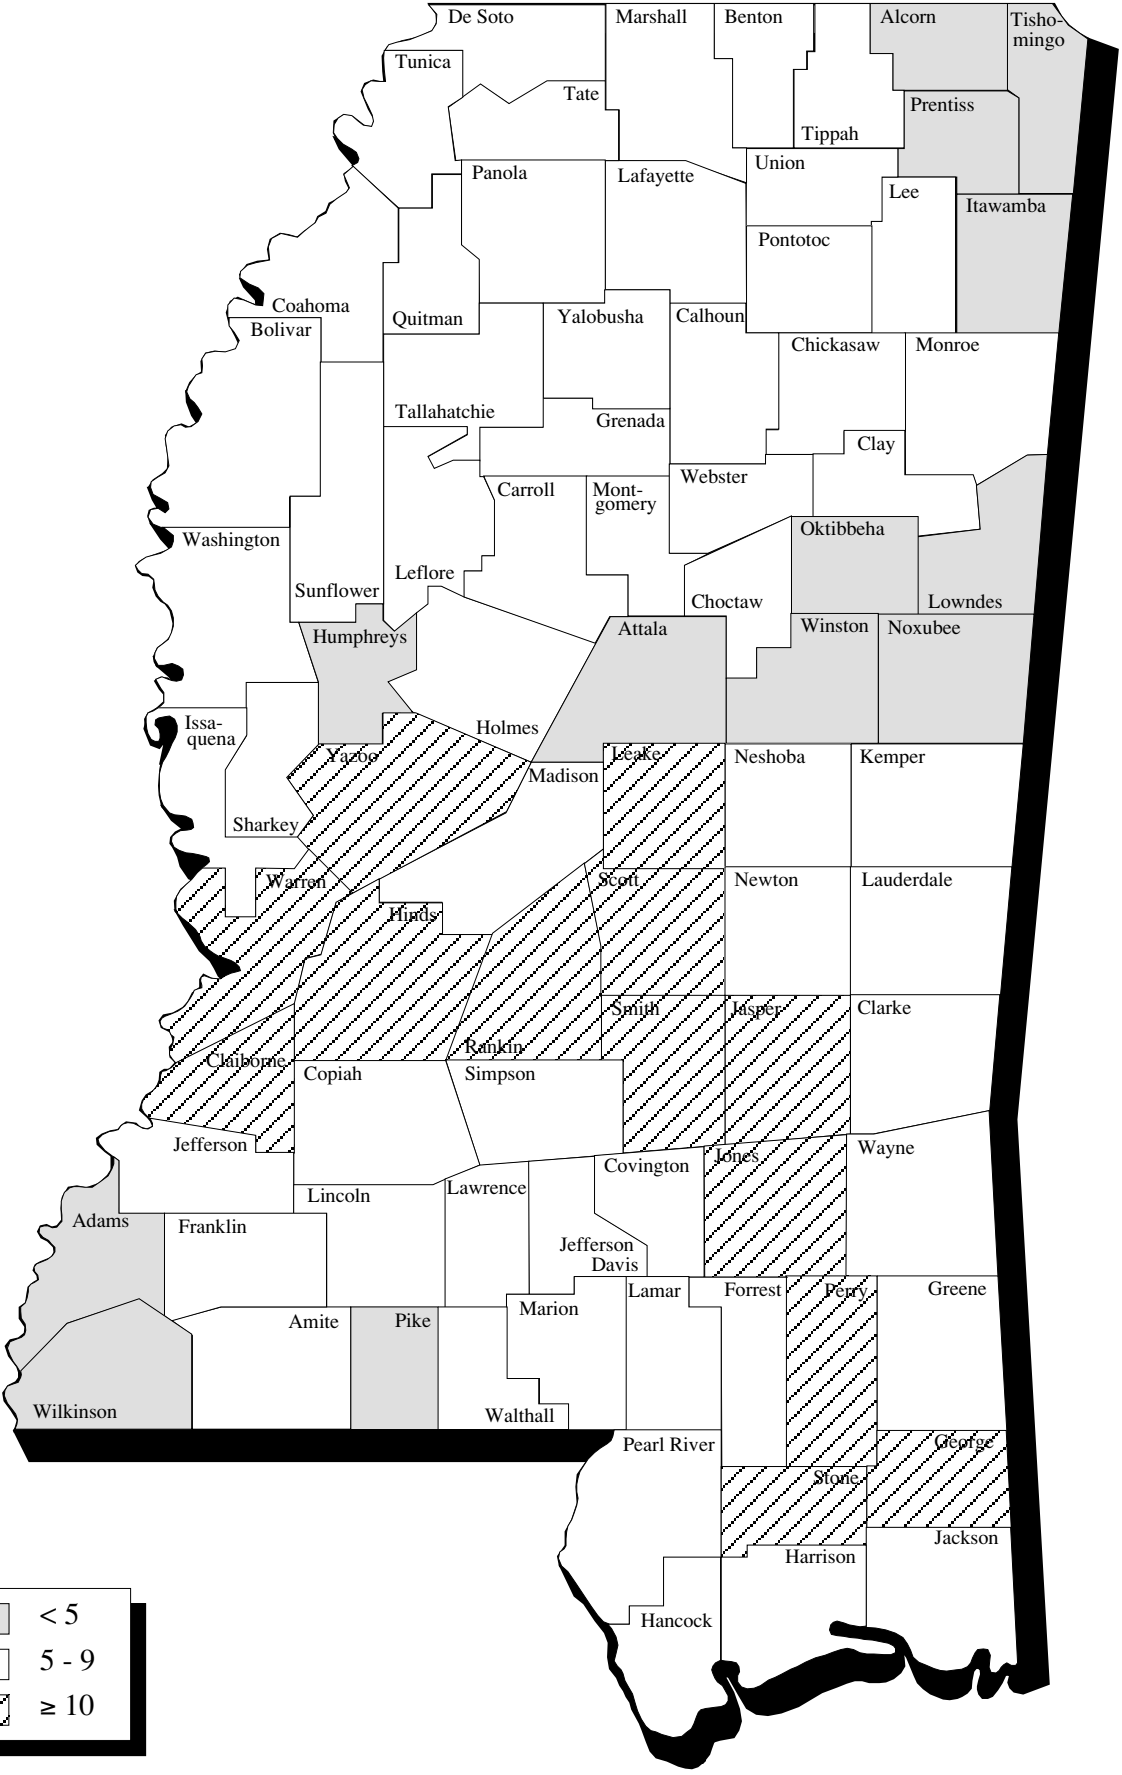 De Soto
Marshall
Benton
Alcorn
Tisho-
mingo
Tunica
Tate
Prentiss
Tippah
Union
Panola
Lafayette
Lee
Itawamba
Pontotoc
Coahoma
Quitman
Yalobusha
Calhoun
Bolivar
Chickasaw
Monroe
Tallahatchie
Grenada
Clay
Webster
Carroll
Mont-
gomery
Oktibbeha
Washington
Leflore
Sunflower
Choctaw
Lowndes
Humphreys
Attala
Winston
Noxubee
Issa-
quena
Holmes
Yazoo
Leake
Neshoba
Kemper
Madison
Sharkey
Warren
Scott
Newton
Lauderdale
Hinds
Smith
Jasper
Clarke
Rankin
Claiborne
Copiah
Simpson
Jefferson
Jones
Wayne
Covington
Lincoln
Lawrence
Adams
Franklin
Jefferson
Davis
Lamar
Forrest
Perry
Greene
Marion
Amite
Pike
Wilkinson
Walthall
Pearl River
George
Stone
Jackson
Harrison
Hancock
< 5
5 - 9
≥ 10